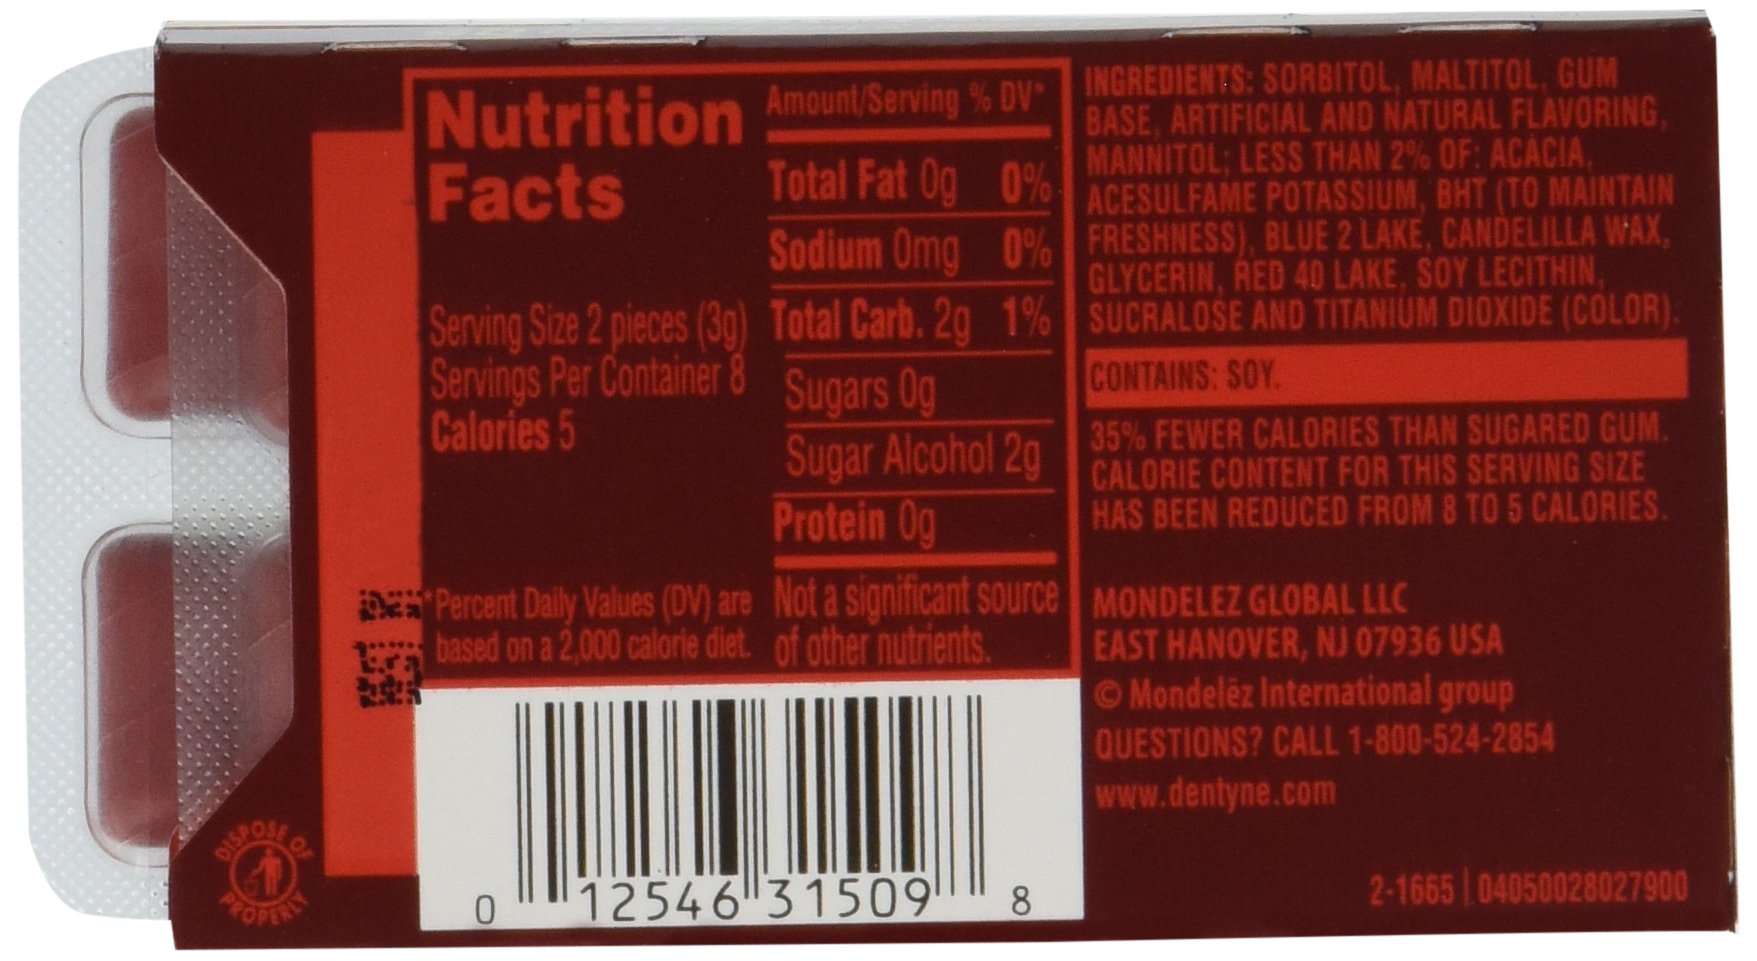 Nutrition
Facts
Serving Size 2 pieces (3g)
Servings Per Container 8
Calories 5
*Percent Daily Values (DV) are
based on a 2,000 calorie diet.
Amount/Serving % DV*
Total Fat 0g 0%
Sodium 0mg 0%
Total Carb. 2g 1%
Sugars 0g
Sugar Alcohol 2g
Protein 0g
Not a significant source
of other nutrients.
INGREDIENTS: SORBITOL, MALTITOL, GUM
BASE, ARTIFICIAL AND NATURAL FLAVORING,
MANNITOL; LESS THAN 2% OF: ACACIA,
ACESULFAME POTASSIUM, BHT (TO MAINTAIN
FRESHNESS), BLUE 2 LAKE, CANDELILLA WAX,
GLYCERIN, RED 40 LAKE, SOY LECITHIN,
SUCRALOSE AND TITANIUM DIOXIDE (COLOR).
CONTAINS: SOY.
35% FEWER CALORIES THAN SUGARED GUM.
CALORIE CONTENT FOR THIS SERVING SIZE
HAS BEEN REDUCED FROM 8 TO 5 CALORIES.
MONDELEZ GLOBAL LLC
EAST HANOVER, NJ 07936 USA
© Mondelēz International group
QUESTIONS? CALL 1-800-524-2854
www.dentyne.com
2-1665 | 04050028027900
DISPOSE OF
PROPERLY
0 12546 31509 8